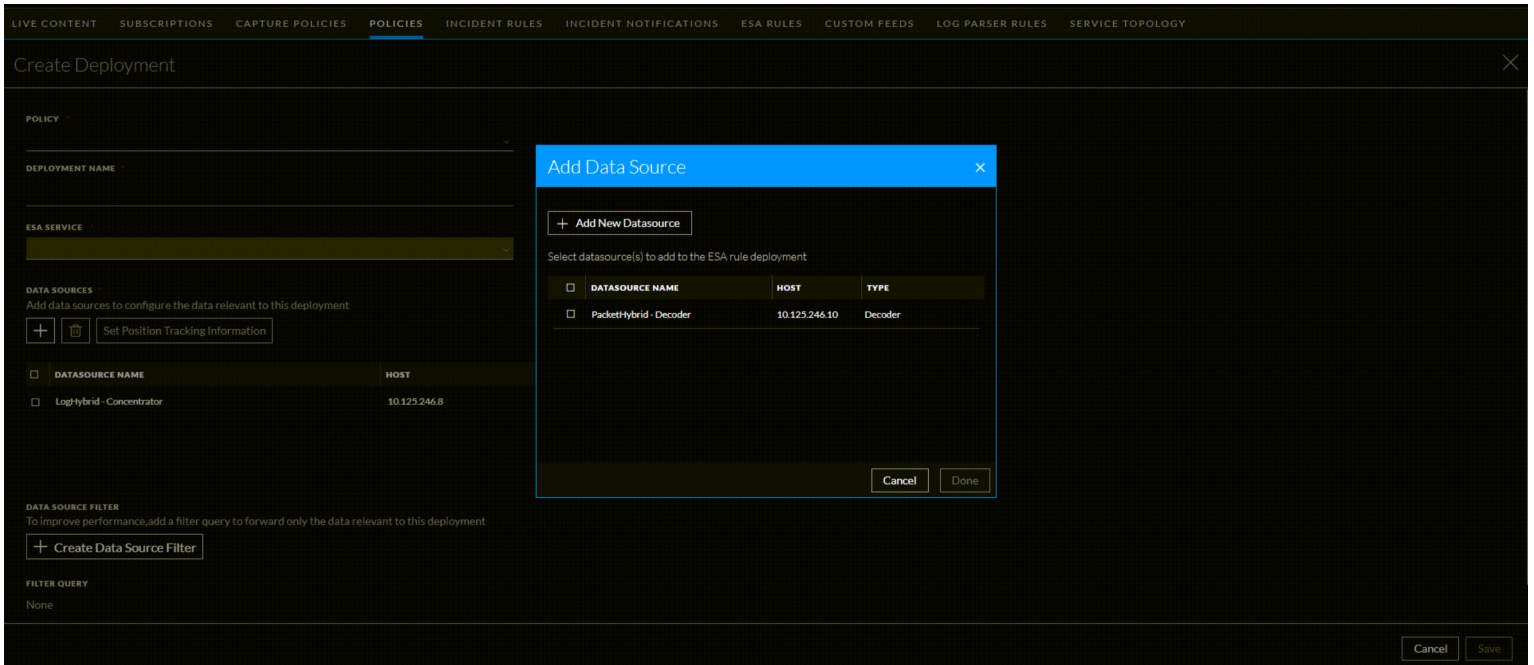 LIVE CONTENT SUBSCRIPTIONS CAPTURE POLICIES POLICIES INCIDENT RULES INCIDENT NOTIFICATIONS ESA RULES CUSTOM FEEDS LOG PARSER RULES SERVICE TOPOLOGY
Create Deployment
POLICY *
DEPLOYMENT NAME *
ESA SERVICE *
DATA SOURCES *
Add data sources to configure the data relevant to this deployment
Set Position Tracking Information
DATASOURCE NAME HOST
LogHybrid - Concentrator 10.125.246.8
DATA SOURCE FILTER
To improve performance,add a filter query to forward only the data relevant to this deployment
+ Create Data Source Filter
FILTER QUERY
None
Add Data Source
+ Add New Datasource
Select datasource(s) to add to the ESA rule deployment
DATASOURCE NAME HOST TYPE
PacketHybrid - Decoder 10.125.246.10 Decoder
Cancel Done
Cancel Save